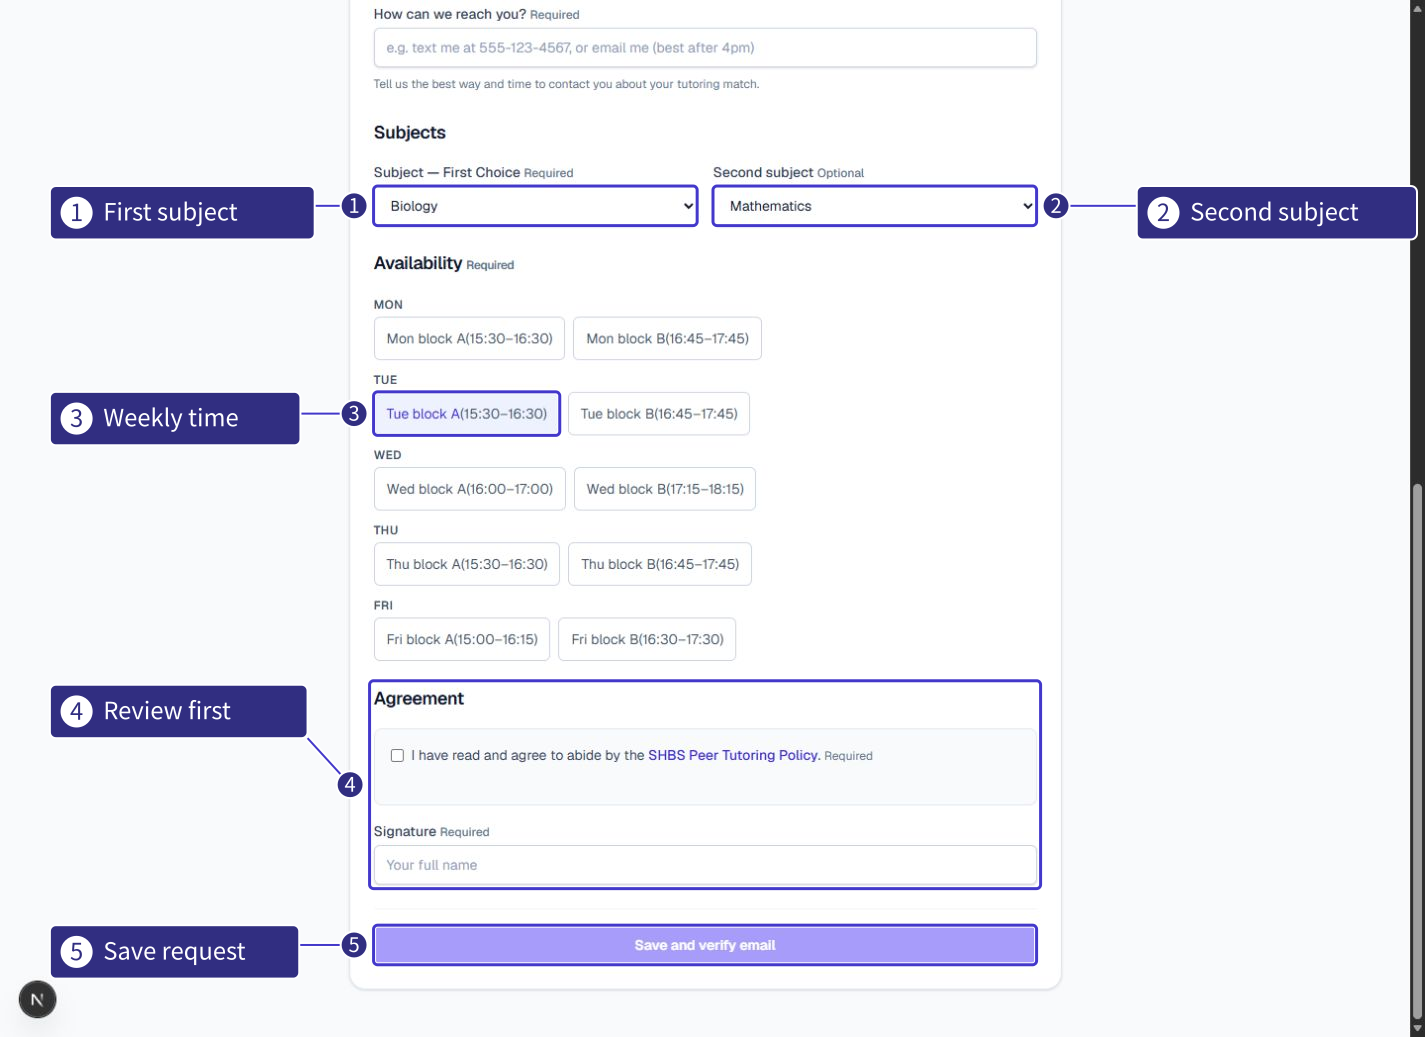 How can we reach you? Required
e.g. text me at 555-123-4567, or email me (best after 4pm)
Tell us the best way and time to contact you about your tutoring match.
Subjects
Subject — First Choice Required
Second subject Optional
1 First subject
1
Biology
Mathematics
2
2 Second subject
Availability Required
MON
Mon block A(15:30–16:30)
Mon block B(16:45–17:45)
TUE
3 Weekly time
3
Tue block A(15:30–16:30)
Tue block B(16:45–17:45)
WED
Wed block A(16:00–17:00)
Wed block B(17:15–18:15)
THU
Thu block A(15:30–16:30)
Thu block B(16:45–17:45)
FRI
Fri block A(15:00–16:15)
Fri block B(16:30–17:30)
4 Review first
4
Agreement
I have read and agree to abide by the SHBS Peer Tutoring Policy. Required
Signature Required
Your full name
5 Save request
5
Save and verify email
N